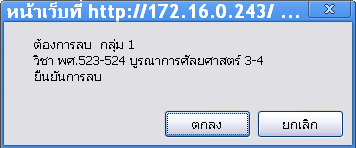 หน้าเว็บที่ http://172.16.0.243/ ...
ต้องการลบ กลุ่ม 1
วิชา พศ.523-524 บูรณาการศัลยศาสตร์ 3-4
ยืนยันการลบ
ตกลง
ยกเลิก